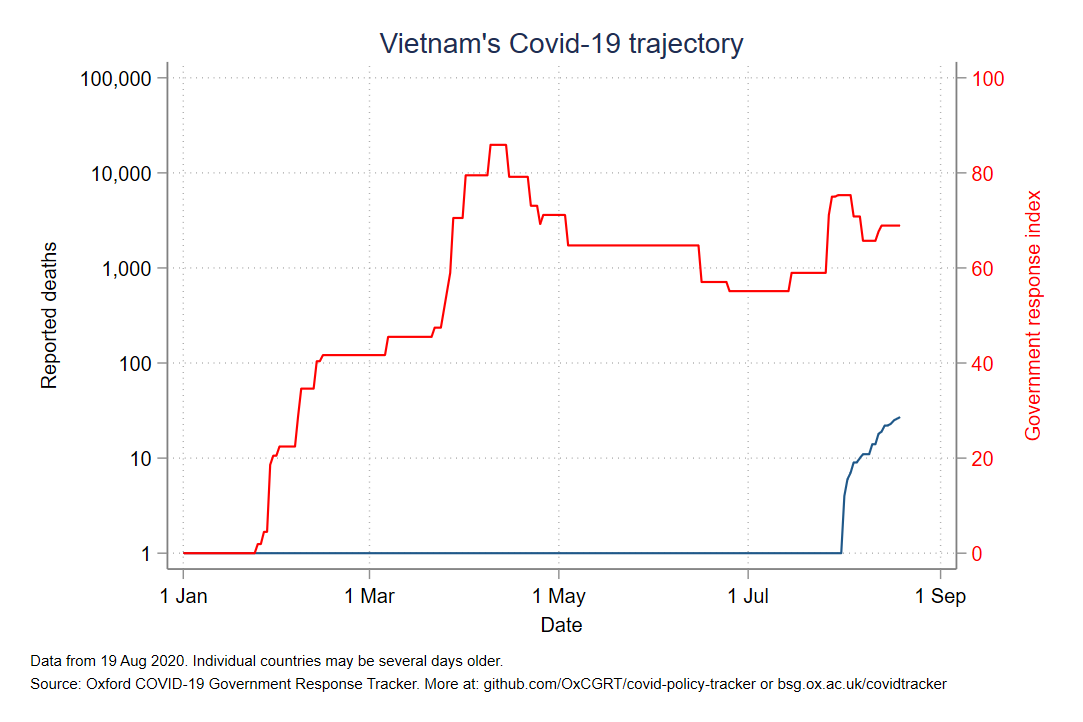 Vietnam's Covid-19 trajectory
100,000
10,000
1,000
100
10
1
Reported deaths
100
80
60
40
20
0
Government response index
1 Jan
1 Mar
1 May
1 Jul
1 Sep
Date
Data from 19 Aug 2020. Individual countries may be several days older.
Source: Oxford COVID-19 Government Response Tracker. More at: github.com/OxCGRT/covid-policy-tracker or bsg.ox.ac.uk/covidtracker